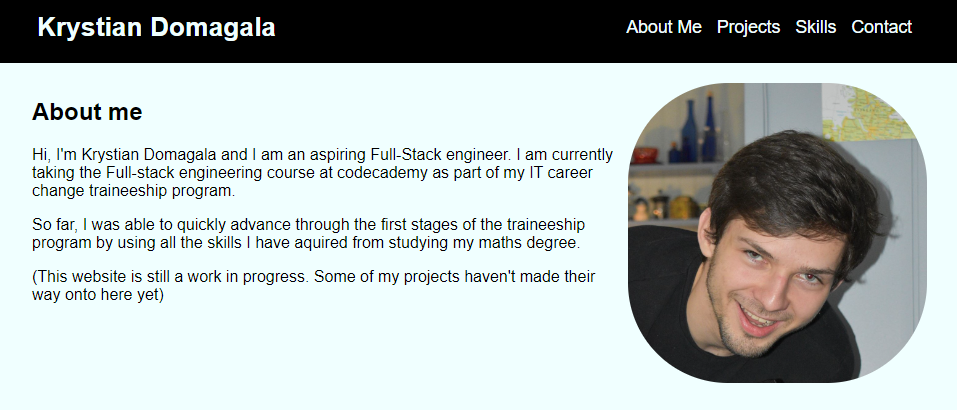 Krystian Domagala
About Me Projects Skills Contact
About me
Hi, I'm Krystian Domagala and I am an aspiring Full-Stack engineer. I am currently
taking the Full-stack engineering course at codecademy as part of my IT career
change traineeship program.
So far, I was able to quickly advance through the first stages of the traineeship
program by using all the skills I have aquired from studying my maths degree.
(This website is still a work in progress. Some of my projects haven't made their
way onto here yet)